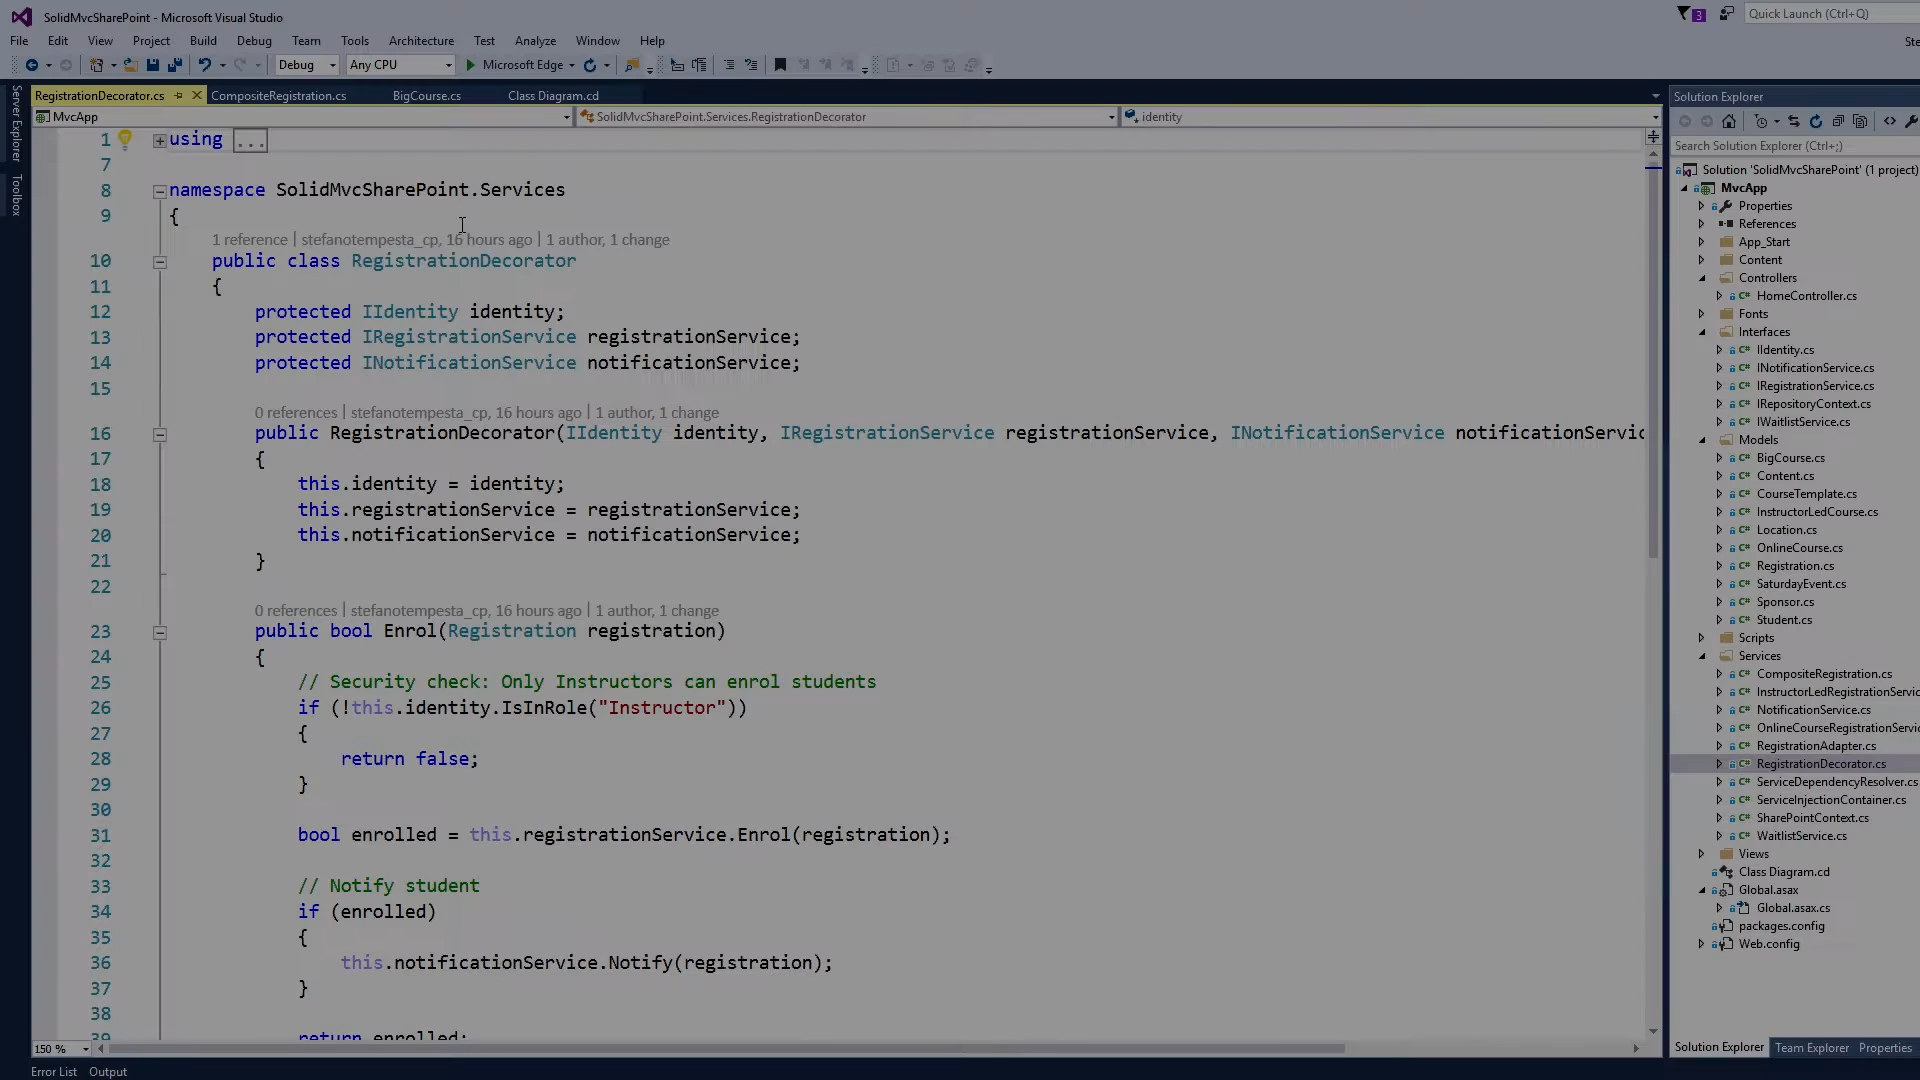 SolidMvcSharePoint - Microsoft Visual Studio
3
Quick Launch (Ctrl+Q)
File Edit View Project Build Debug Team Tools Architecture Test Analyze Window Help
Debug Any CPU Microsoft Edge
Server Explorer
Toolbox
RegistrationDecorator.cs CompositeRegistration.cs BigCourse.cs Class Diagram.cd
MvcApp SolidMvcSharePoint.Services.RegistrationDecorator identity
1 using ...
7
8 namespace SolidMvcSharePoint.Services
9 {
1 reference | stefanotempesta_cp, 16 hours ago | 1 author, 1 change
10 public class RegistrationDecorator
11 {
12 protected IIdentity identity;
13 protected IRegistrationService registrationService;
14 protected INotificationService notificationService;
15
0 references | stefanotempesta_cp, 16 hours ago | 1 author, 1 change
16 public RegistrationDecorator(IIdentity identity, IRegistrationService registrationService, INotificationService notificationServic
17 {
18 this.identity = identity;
19 this.registrationService = registrationService;
20 this.notificationService = notificationService;
21 }
22
0 references | stefanotempesta_cp, 16 hours ago | 1 author, 1 change
23 public bool Enrol(Registration registration)
24 {
25 // Security check: Only Instructors can enrol students
26 if (!this.identity.IsInRole("Instructor"))
27 {
28 return false;
29 }
30
31 bool enrolled = this.registrationService.Enrol(registration);
32
33 // Notify student
34 if (enrolled)
35 {
36 this.notificationService.Notify(registration);
37 }
38
39 return enrolled;
150 %
Error List Output
Solution Explorer
Search Solution Explorer (Ctrl+;)
Solution 'SolidMvcSharePoint' (1 project)
MvcApp
Properties
References
App_Start
Content
Controllers
HomeController.cs
Fonts
Interfaces
IIdentity.cs
INotificationService.cs
IRegistrationService.cs
IRepositoryContext.cs
IWaitlistService.cs
Models
BigCourse.cs
Content.cs
CourseTemplate.cs
InstructorLedCourse.cs
Location.cs
OnlineCourse.cs
Registration.cs
SaturdayEvent.cs
Sponsor.cs
Student.cs
Scripts
Services
CompositeRegistration.cs
InstructorLedRegistrationServic
NotificationService.cs
OnlineCourseRegistrationServic
RegistrationAdapter.cs
RegistrationDecorator.cs
ServiceDependencyResolver.cs
ServiceInjectionContainer.cs
SharePointContext.cs
WaitlistService.cs
Views
Class Diagram.cd
Global.asax
Global.asax.cs
packages.config
Web.config
Solution Explorer Team Explorer Properties